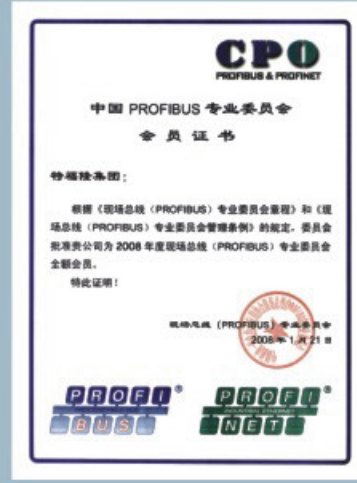 CPO
PROFIBUS & PROFINET
中国 PROFIBUS 专业委员会
会员证书
特福隆集团：
根据《现场总线（PROFIBUS）专业委员会章程》和《现
场总线（PROFIBUS）专业委员会管理条例》的规定，委员会
批准贵公司为 2008 年度现场总线（PROFIBUS）专业委员会
全额会员。
特此证明！
现场总线（PROFIBUS）专业委员会
2008 年 1 月 21 日
PROFI® PROFI®
INDUSTRIAL ETHERNET
BUS NET